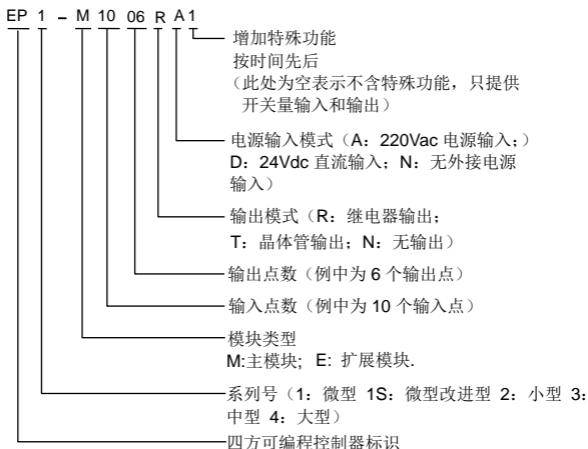 EP 1 - M 10 06 R A 1
增加特殊功能
按时间先后
（此处为空表示不含特殊功能，只提供
开关量输入和输出）
电源输入模式（A：220Vac 电源输入；）
D：24Vdc 直流输入；N：无外接电源
输入）
输出模式（R：继电器输出；
T：晶体管输出；N：无输出）
输出点数（例中为 6 个输出点）
输入点数（例中为 10 个输入点）
模块类型
M:主模块; E: 扩展模块.
系列号（1：微型 1S：微型改进型 2：小型 3：
中型 4：大型）
四方可编程控制器标识